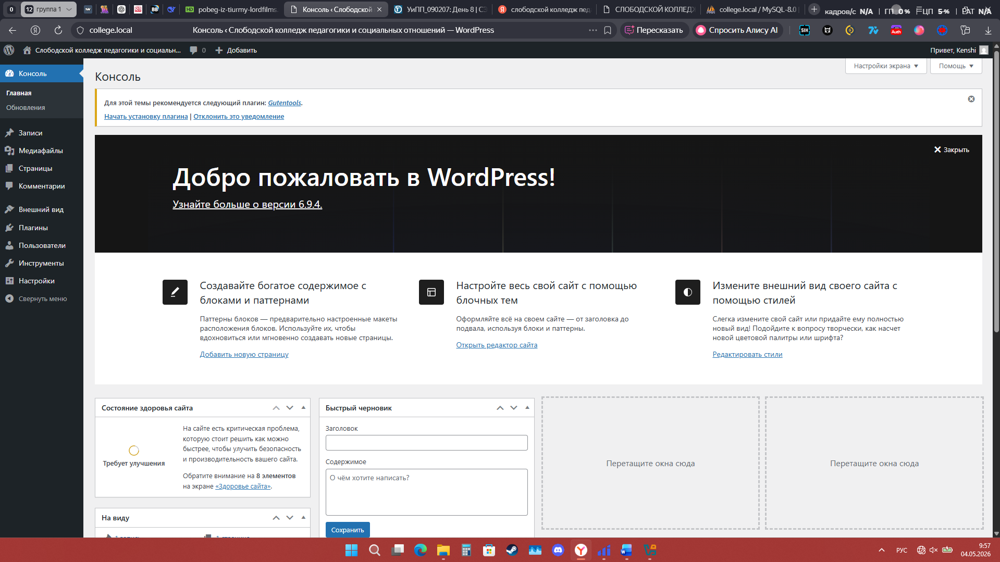 0
12 группа 1
pobeg-iz-tiurmy-lordfilms.
Консоль ‹ Слободской
УиПП_090207: День 8 | СЭ
слободской колледж пед
СЛОБОДСКОЙ КОЛЛЕДЖ
college.local / MySQL-8.0
кадров/с N/A | ГП 0 % | ЦП 5 % | БАТ N/A
college.local
Консоль ‹ Слободской колледж педагогики и социальных отношений — WordPress
Пересказать
Спросить Алису AI
Слободской колледж педагогики и социальн...
0
Добавить
Привет, Kenshi
Консоль
Главная
Обновления
Записи
Медиафайлы
Страницы
Комментарии
Внешний вид
Плагины
Пользователи
Инструменты
Настройки
Свернуть меню
Настройки экрана
Помощь
Консоль
Для этой темы рекомендуется следующий плагин: Gutentools.
Начать установку плагина | Отклонить это уведомление
Закрыть
Добро пожаловать в WordPress!
Узнайте больше о версии 6.9.4.
Создавайте богатое содержимое с
блоками и паттернами
Паттерны блоков — предварительно настроенные макеты
расположения блоков. Используйте их, чтобы
вдохновиться или мгновенно создавать новые страницы.
Добавить новую страницу
Настройте весь свой сайт с помощью
блочных тем
Оформляйте всё на своем сайте — от заголовка до
подвала, используя блоки и паттерны.
Открыть редактор сайта
Измените внешний вид своего сайта с
помощью стилей
Слегка измените свой сайт или придайте ему полностью
новый вид! Подойдите к вопросу творчески, как насчет
новой цветовой палитры или шрифта?
Редактировать стили
Состояние здоровья сайта
Требует улучшения
На сайте есть критическая проблема,
которую стоит решить как можно
быстрее, чтобы улучить безопасность
и производительность вашего сайта.
Обратите внимание на 8 элементов
на экране «Здоровье сайта».
На виду
Быстрый черновик
Заголовок
Содержимое
О чём хотите написать?
Сохранить
Перетащите окна сюда
Перетащите окна сюда
РУС
9:57
04.05.2026